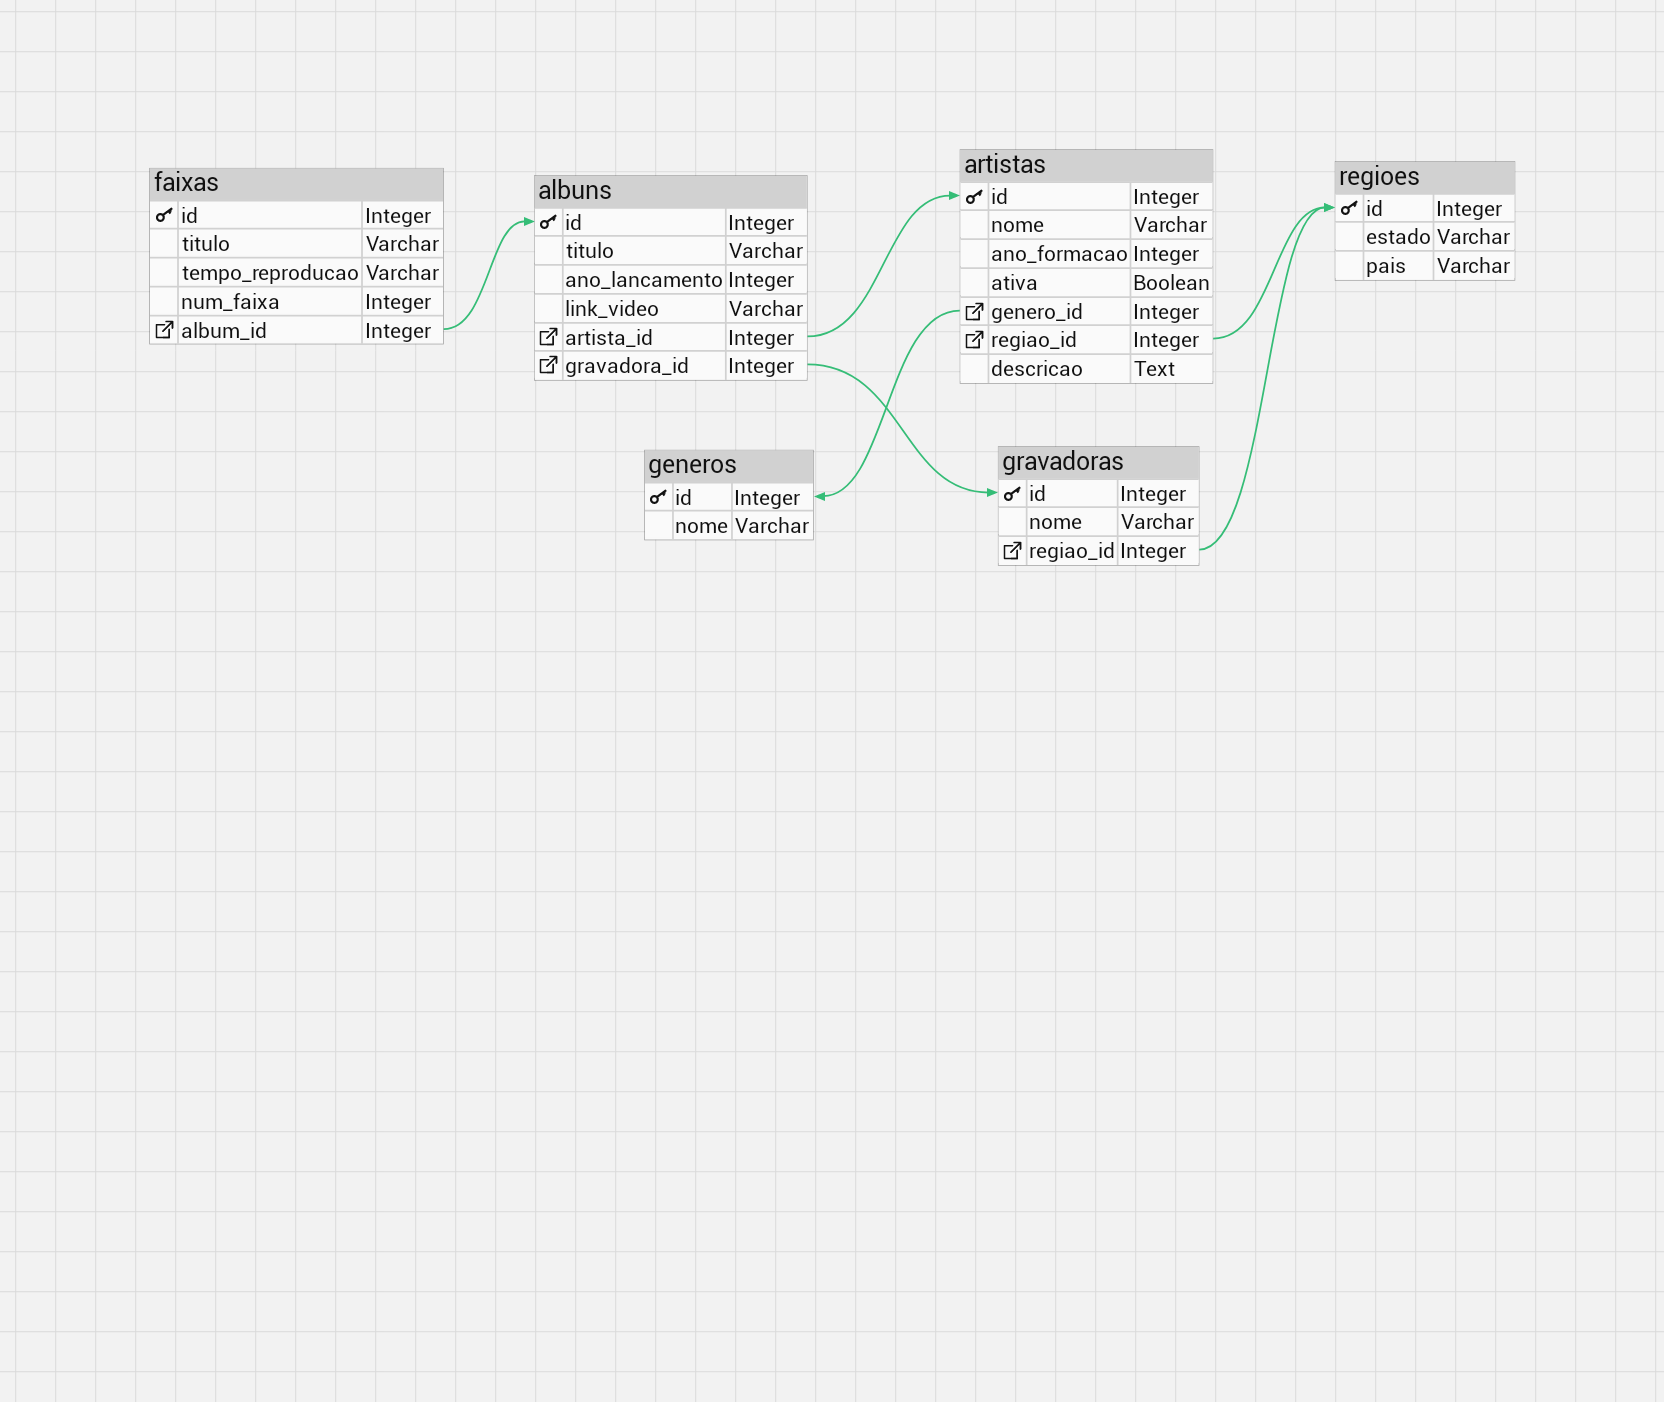 faixas
id Integer
titulo Varchar
tempo_reproducao Varchar
num_faixa Integer
album_id Integer
albuns
id Integer
titulo Varchar
ano_lancamento Integer
link_video Varchar
artista_id Integer
gravadora_id Integer
artistas
id Integer
nome Varchar
ano_formacao Integer
ativa Boolean
genero_id Integer
regiao_id Integer
descricao Text
regioes
id Integer
estado Varchar
pais Varchar
generos
id Integer
nome Varchar
gravadoras
id Integer
nome Varchar
regiao_id Integer